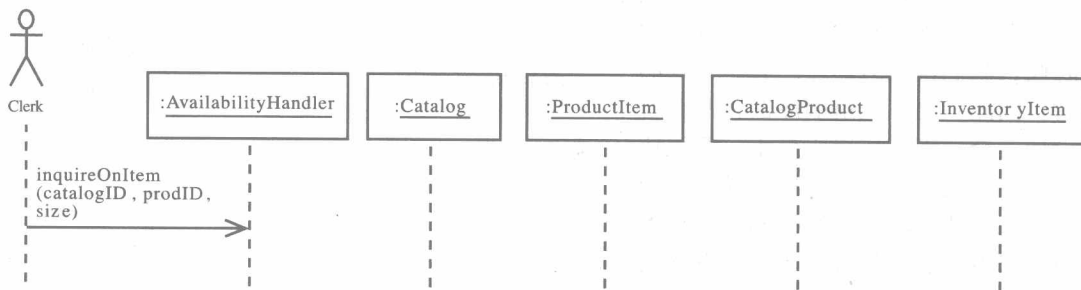 Clerk
:AvailabilityHandler
:Catalog
:ProductItem
:CatalogProduct
:Inventor yItem
inquireOnItem
(catalogID , prodID ,
size)